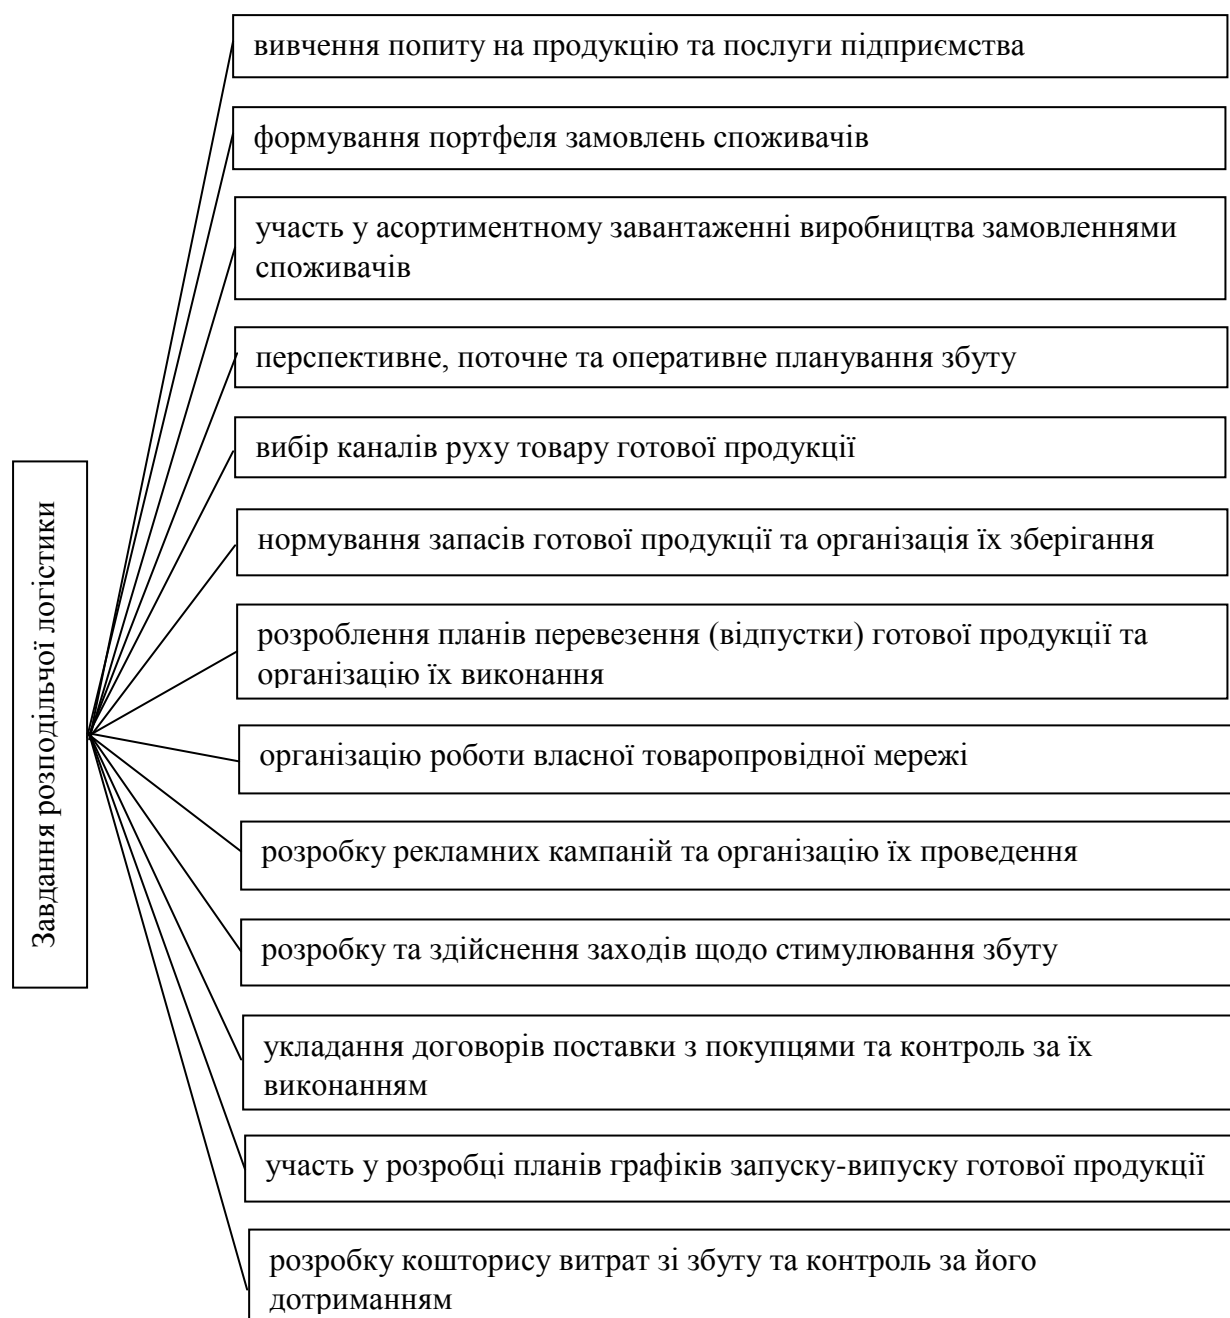 вивчення попиту на продукцію та послуги підприємства
формування портфеля замовлень споживачів
участь у асортиментному завантаженні виробництва замовленнями
споживачів
перспективне, поточне та оперативне планування збуту
вибір каналів руху товару готової продукції
нормування запасів готової продукції та організація їх зберігання
розроблення планів перевезення (відпустки) готової продукції та
організацію їх виконання
організацію роботи власної товаропровідної мережі
розробку рекламних кампаній та організацію їх проведення
розробку та здійснення заходів щодо стимулювання збуту
укладання договорів поставки з покупцями та контроль за їх
виконанням
участь у розробці планів графіків запуску-випуску готової продукції
розробку кошторису витрат зі збуту та контроль за його
дотриманням
Завдання розподільчої логістики